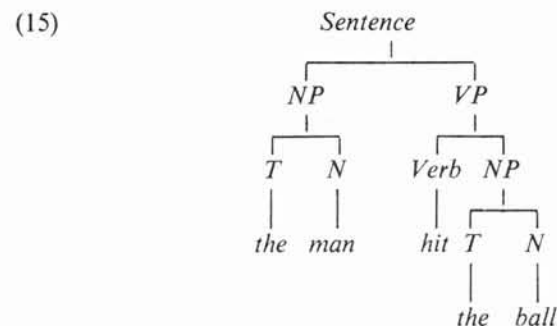 (15) Sentence
NP VP
T N Verb NP
the man hit T N
the ball